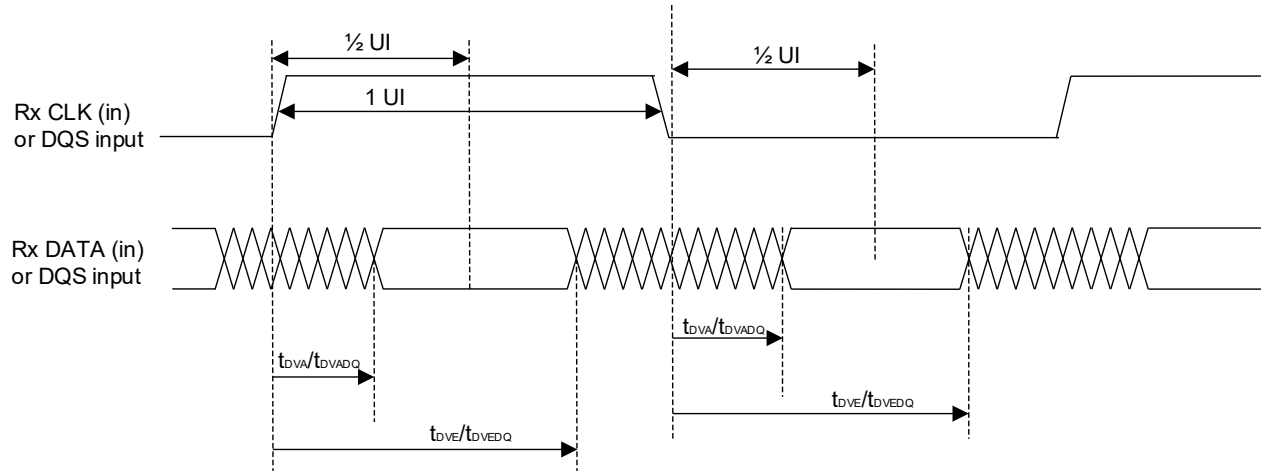 ½ UI
½ UI
1 UI
Rx CLK (in)
or DQS input
Rx DATA (in)
or DQS input
tDVA/tDVADQ
tDVA/tDVADQ
tDVE/tDVEDQ
tDVE/tDVEDQ